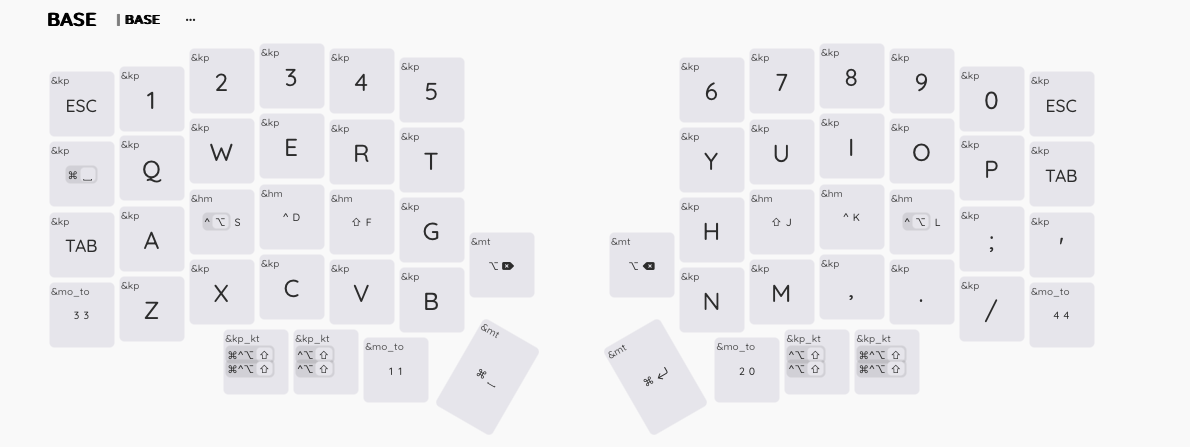 BASE | BASE ...
&kp ESC &kp 1 &kp 2 &kp 3 &kp 4 &kp 5 &kp 6 &kp 7 &kp 8 &kp 9 &kp 0 &kp ESC
&kp ⌘ ⎵ &kp Q &kp W &kp E &kp R &kp T &kp Y &kp U &kp I &kp O &kp P &kp TAB
&kp TAB &kp A &hm ⌃ ⌥ S &hm ⌃ D &hm ⇧ F &kp G &kp H &hm ⇧ J &hm ⌃ K &hm ⌃ ⌥ L &kp ; &kp '
&mt ⌥ ⌦ &mt ⌥ ⌫
&mo_to 3 3 &kp Z &kp X &kp C &kp V &kp B &kp N &kp M &kp , &kp . &kp / &mo_to 4 4
&kp_kt ⌘⌃⌥ ⇧ ⌘⌃⌥ ⇧ &kp_kt ⌃⌥ ⇧ ⌃⌥ ⇧ &mo_to 1 1 &mt ⌘ ⎵ &mt ⌘ ↵ &mo_to 2 0 &kp_kt ⌃⌥ ⇧ ⌃⌥ ⇧ &kp_kt ⌘⌃⌥ ⇧ ⌘⌃⌥ ⇧